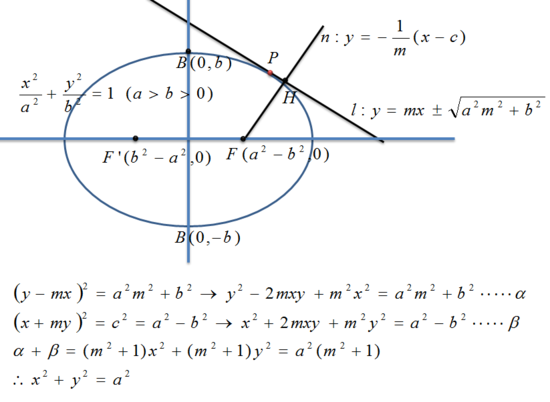 n : y = - 1/m (x - c)
P
B(0, b)
x²/a² + y²/b² = 1 (a > b > 0)
H
l : y = mx ± √(a²m² + b²)
F'(b² - a²,0) F(a² - b²,0)
B(0,-b)
(y - mx)² = a²m² + b² → y² - 2mxy + m²x² = a²m² + b² ····· α
(x + my)² = c² = a² - b² → x² + 2mxy + m²y² = a² - b² ····· β
α + β = (m² + 1)x² + (m² + 1)y² = a²(m² + 1)
∴ x² + y² = a²